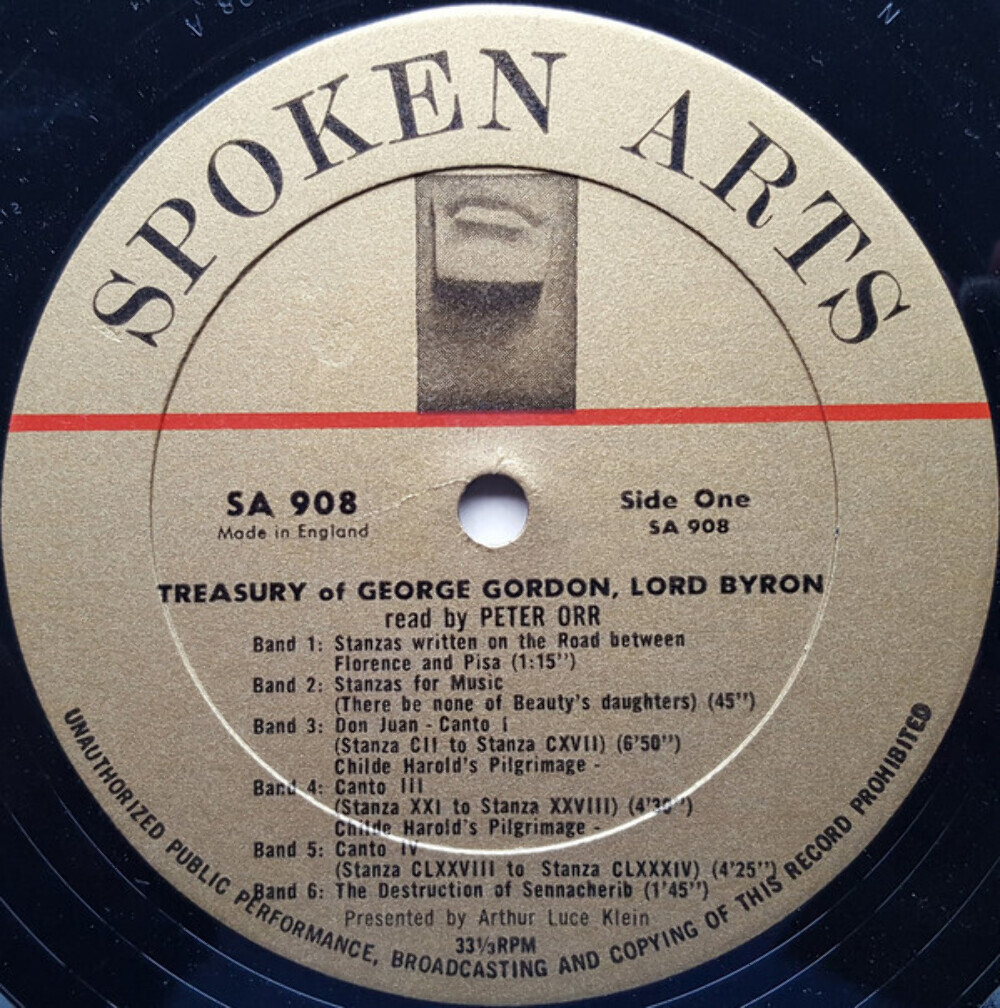 SPOKEN ARTS
SA 908
Made in England
Side One
SA 908
TREASURY of GEORGE GORDON, LORD BYRON
read by PETER ORR
Band 1: Stanzas written on the Road between
Florence and Pisa (1:15”)
Band 2: Stanzas for Music
(There be none of Beauty’s daughters) (45”)
Band 3: Don Juan - Canto I
(Stanza CII to Stanza CXVII) (6’50”)
Childe Harold’s Pilgrimage -
Band 4: Canto III
(Stanza XXI to Stanza XXVIII) (4’30”)
Childe Harold’s Pilgrimage -
Band 5: Canto IV
(Stanza CLXXVIII to Stanza CLXXXIV) (4’25”)
Band 6: The Destruction of Sennacherib (1’45”)
Presented by Arthur Luce Klein
33⅓RPM
UNAUTHORIZED PUBLIC PERFORMANCE, BROADCASTING AND COPYING OF THIS RECORD PROHIBITED